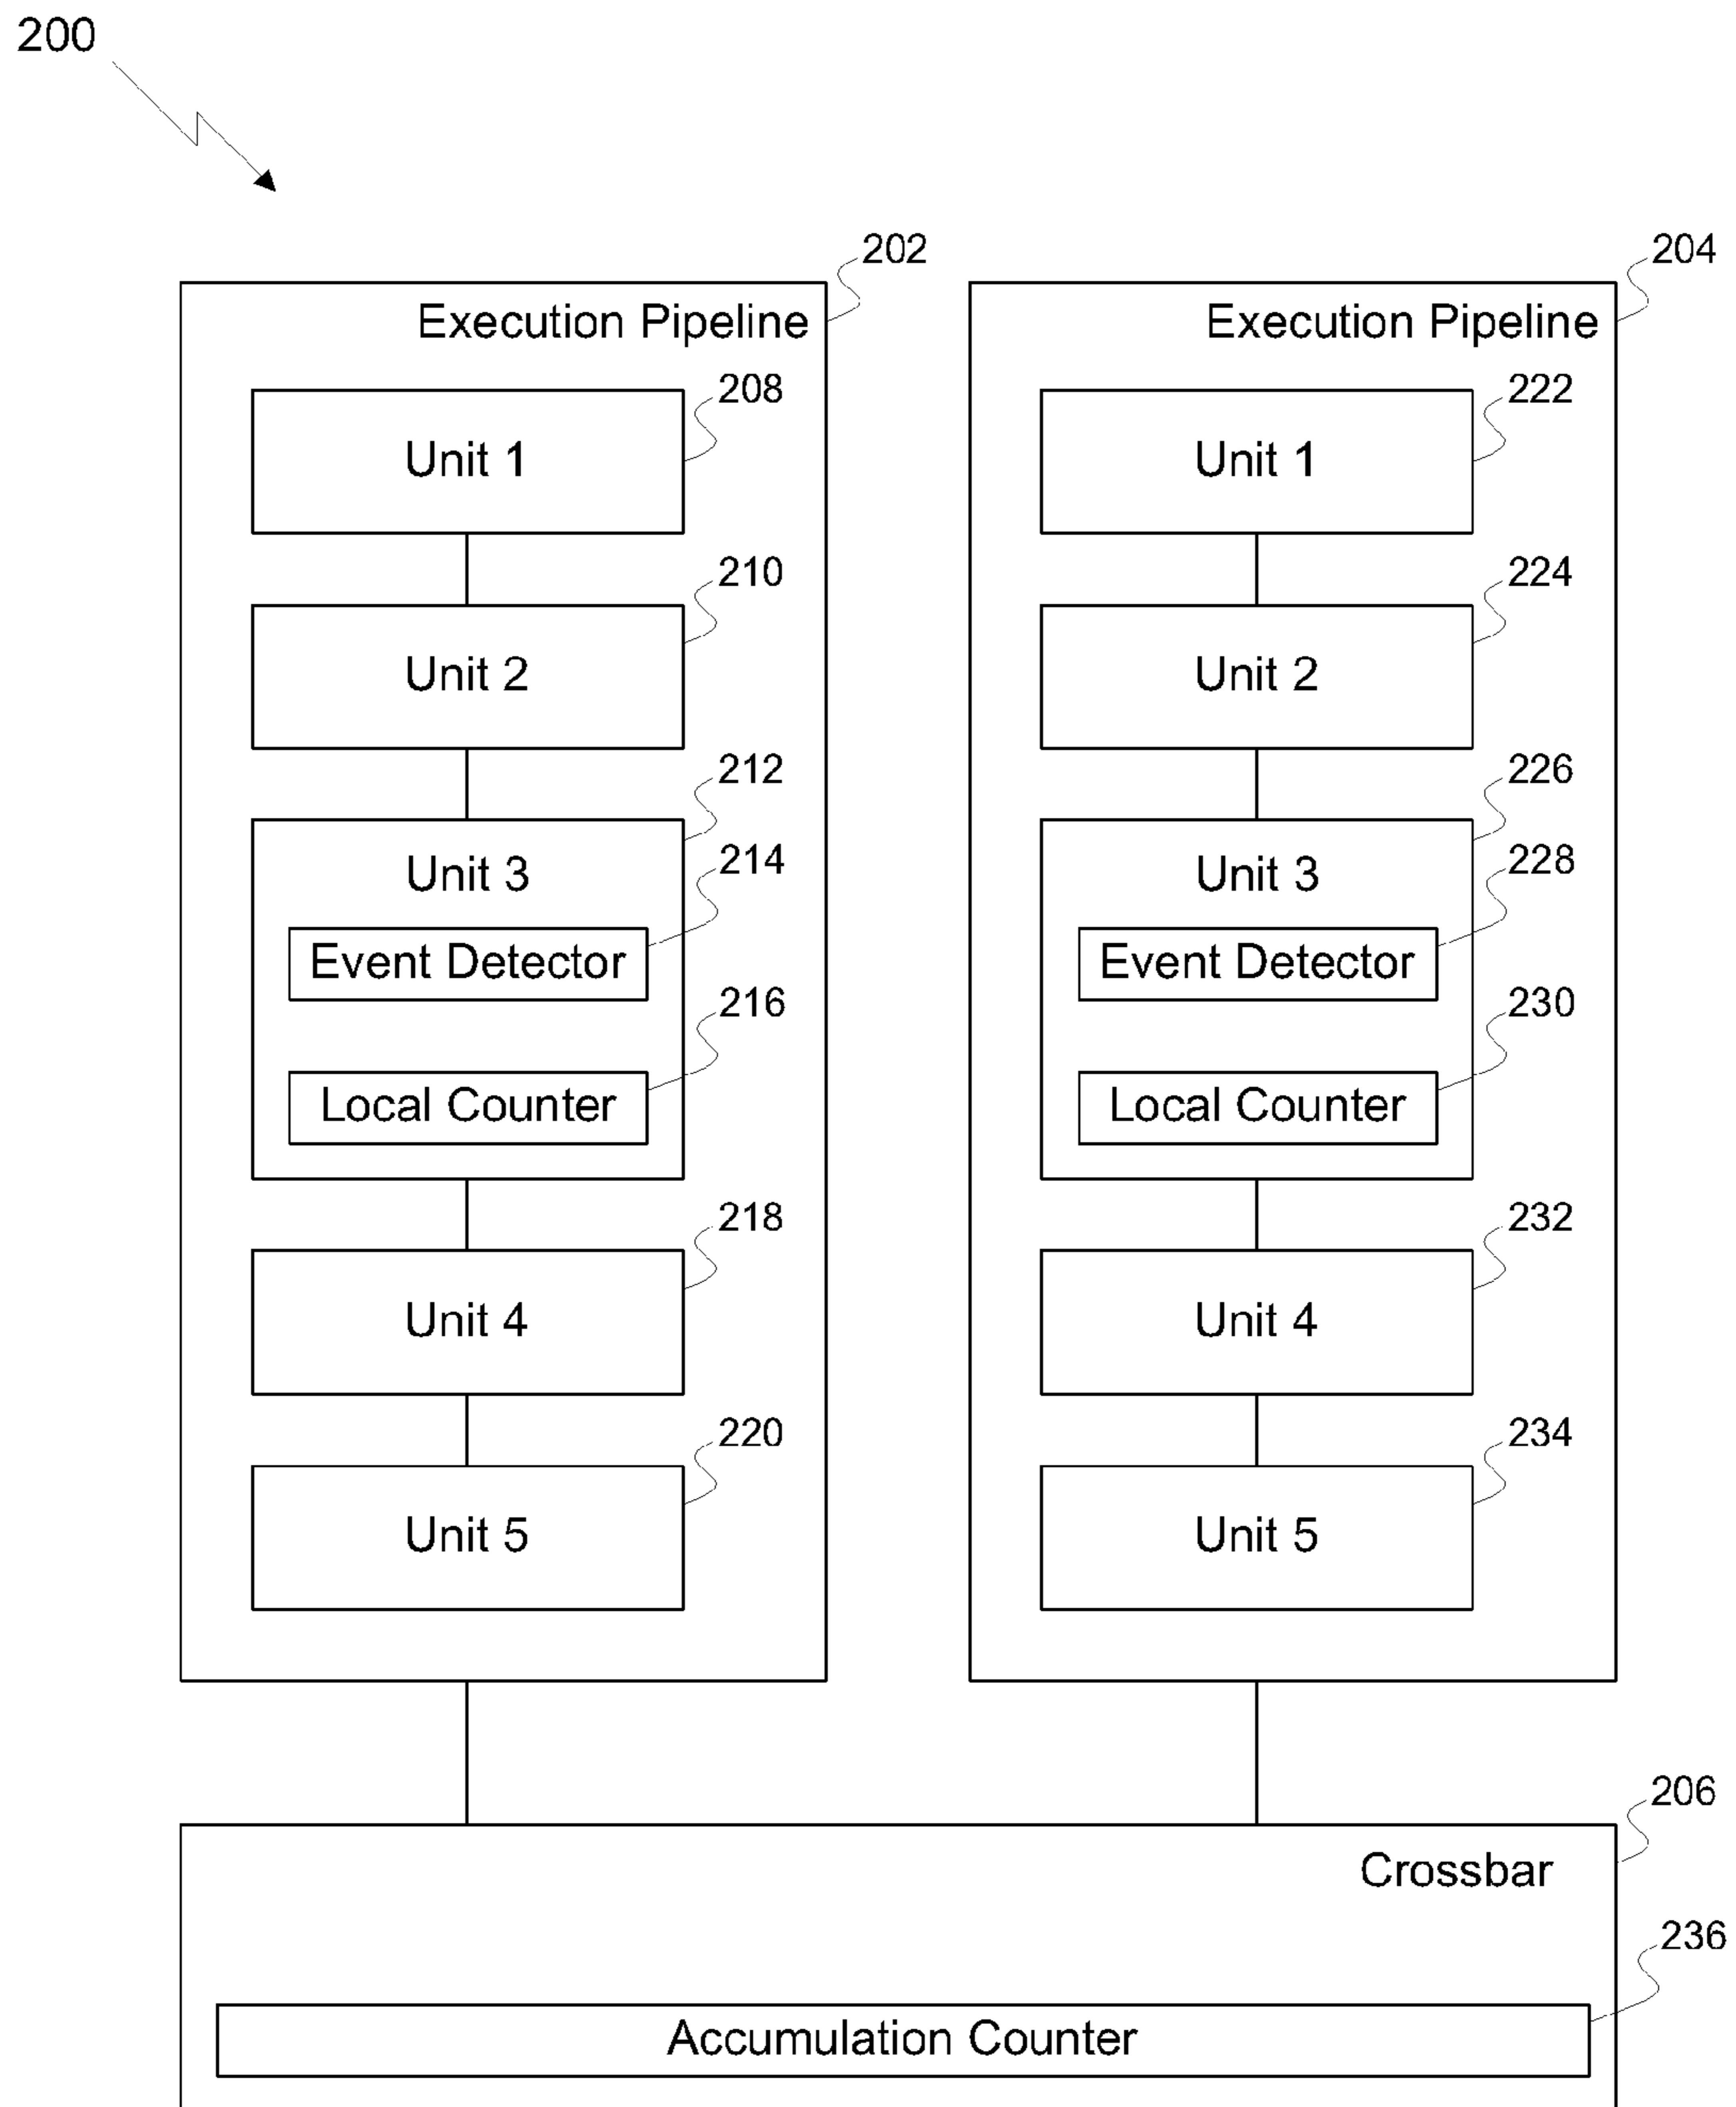 200
202
204
Execution Pipeline
Execution Pipeline
208
222
Unit 1
Unit 1
210
224
Unit 2
Unit 2
212
226
Unit 3
Unit 3
214
228
Event Detector
Event Detector
216
230
Local Counter
Local Counter
218
232
Unit 4
Unit 4
220
234
Unit 5
Unit 5
206
Crossbar
236
Accumulation Counter